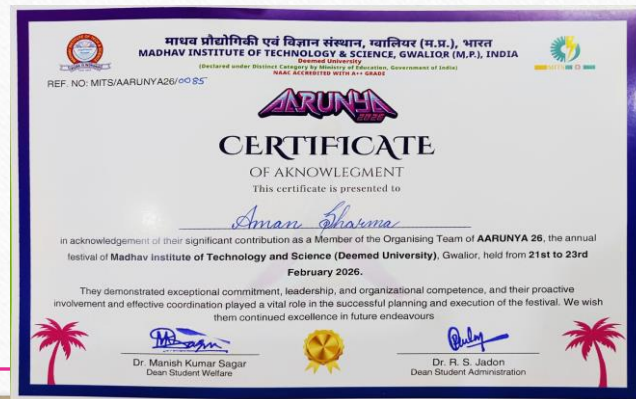 माधव प्रौद्योगिकी एवं विज्ञान संस्थान, ग्वालियर (म.प्र.), भारत
MADHAV INSTITUTE OF TECHNOLOGY & SCIENCE, GWALIOR (M.P.), INDIA
Deemed University
(Declared under Distinct Category by Ministry of Education, Government of India)
NAAC ACCREDITED WITH A++ GRADE
REF. NO: MITS/AARUNYA26/0085
AARUNYA
2026
CERTIFICATE
OF AKNOWLEGMENT
This certificate is presented to
Aman Sharma
in acknowledgement of their significant contribution as a Member of the Organising Team of AARUNYA 26, the annual
festival of Madhav Institute of Technology and Science (Deemed University), Gwalior, held from 21st to 23rd
February 2026.
They demonstrated exceptional commitment, leadership, and organizational competence, and their proactive
involvement and effective coordination played a vital role in the successful planning and execution of the festival. We wish
them continued excellence in future endeavours
Dr. Manish Kumar Sagar
Dean Student Welfare
Dr. R. S. Jadon
Dean Student Administration